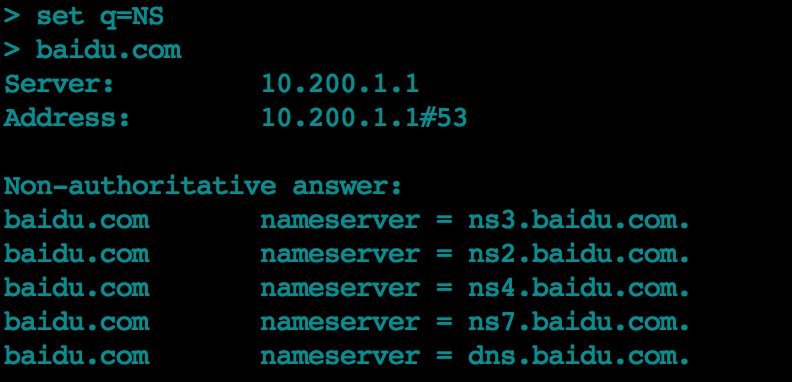 > set q=NS
> baidu.com
Server: 10.200.1.1
Address: 10.200.1.1#53
Non-authoritative answer:
baidu.com nameserver = ns3.baidu.com.
baidu.com nameserver = ns2.baidu.com.
baidu.com nameserver = ns4.baidu.com.
baidu.com nameserver = ns7.baidu.com.
baidu.com nameserver = dns.baidu.com.